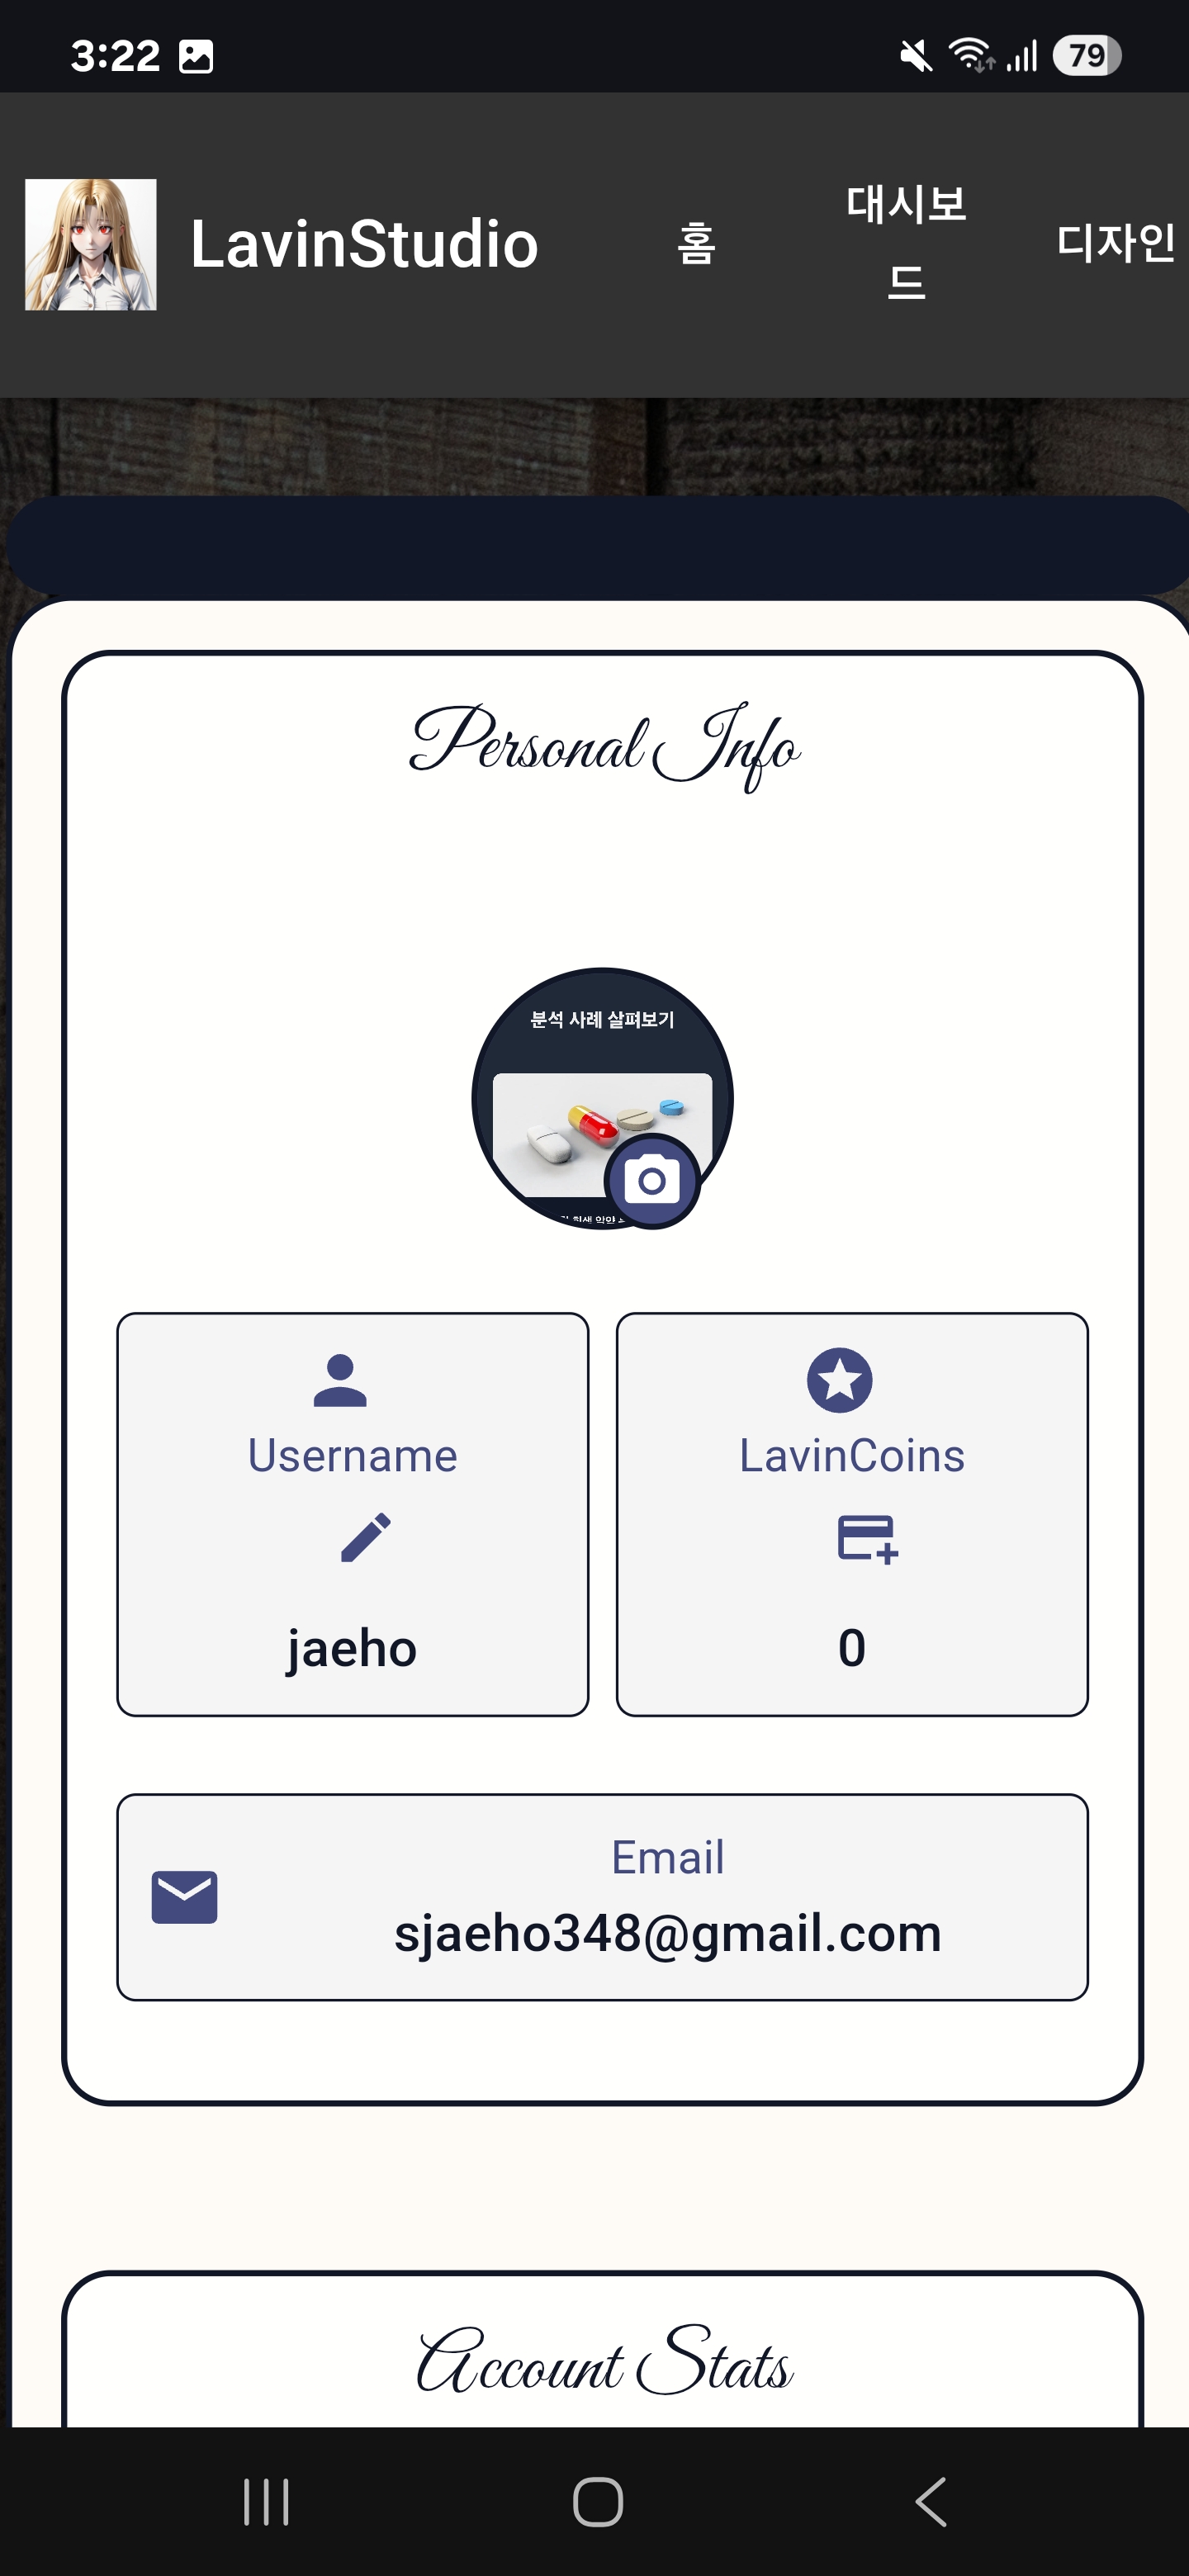 3:22
79
LavinStudio
홈
대시보
드
디자인
Personal Info
분석 사례 살펴보기
Username
jaeho
LavinCoins
0
Email
sjaeho348@gmail.com
Account Stats